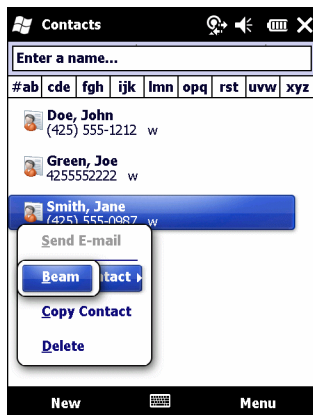 Contacts
Enter a name...
#ab cde fgh ijk lmn opq rst uvw xyz
Doe, John
(425) 555-1212 w
Green, Joe
4255552222 w
Smith, Jane
(425) 555-0987 w
Send E-mail
Beam
Copy Contact
Delete
New Menu